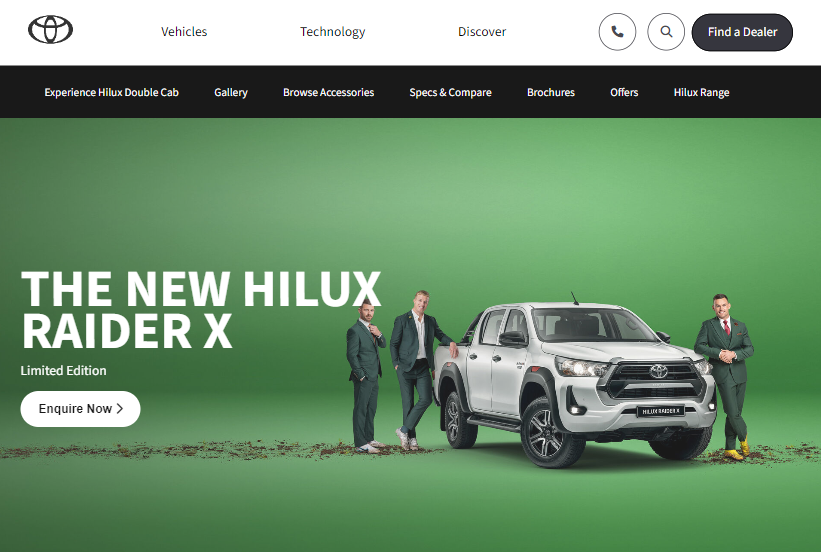 Vehicles
Technology
Discover
Find a Dealer
Experience Hilux Double Cab
Gallery
Browse Accessories
Specs & Compare
Brochures
Offers
Hilux Range
THE NEW HILUX
RAIDER X
Limited Edition
Enquire Now
HILUX RAIDER X